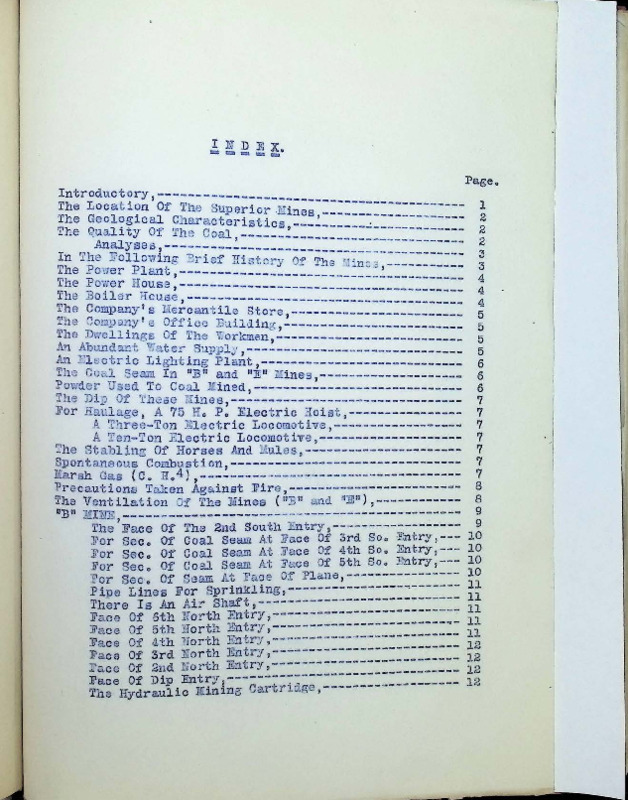 INDEX.
Page.
Introductory,--- 1
The Location Of The Superior Mines,--- 2
The Geological Characteristics,--- 2
The Quality Of The Coal,--- 2
Analyses,--- 3
In The Following Brief History Of The Mines,--- 3
The Power Plant,--- 4
The Power House,--- 4
The Boiler House,--- 4
The Company's Mercantile Store,--- 5
The Company's Office Building,--- 5
The Dwellings Of The Workmen,--- 5
An Abundant Water Supply,--- 5
An Electric Lighting Plant,--- 6
The Coal Seam In "B" and "E" Mines,--- 6
Powder Used To Coal Mined,--- 6
The Dip Of These Mines,--- 7
For Haulage, A 75 H. P. Electric Hoist,--- 7
A Three-Ton Electric Locomotive,--- 7
A Ten-Ton Electric Locomotive,--- 7
The Stabling Of Horses And Mules,--- 7
Spontaneous Combustion,--- 7
Marsh Gas (C. H.4),--- 7
Precautions Taken Against Fire,--- 8
The Ventilation Of The Mines ("B" and "E"),--- 8
"B" MINE,--- 9
The Face Of The 2nd South Entry,--- 9
For Sec. Of Coal Seam At Face Of 3rd So. Entry,--- 10
For Sec. Of Coal Seam At Face Of 4th So. Entry,--- 10
For Sec. Of Coal Seam At Face Of 5th So. Entry,--- 10
For Sec. Of Seam At Face Of Plane,--- 10
Pipe Lines For Sprinkling,--- 11
There Is An Air Shaft,--- 11
Face Of 6th North Entry,--- 11
Face Of 5th North Entry,--- 11
Face Of 4th North Entry,--- 11
Face Of 3rd North Entry,--- 12
Face Of 2nd North Entry,--- 12
Face Of Dip Entry,--- 12
The Hydraulic Mining Cartridge,--- 12